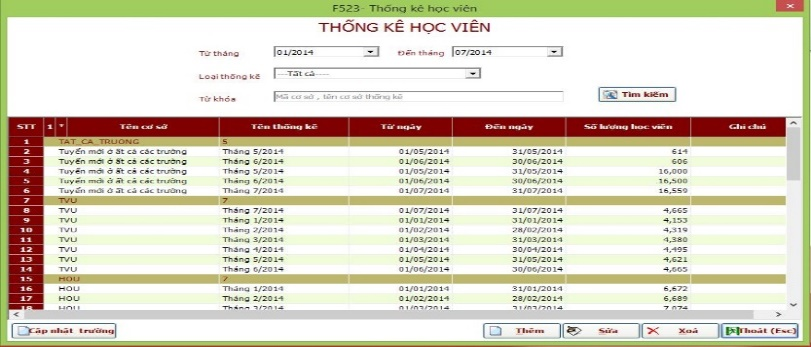 F523- Thống kê học viên
THỐNG KÊ HỌC VIÊN
Từ tháng 01/2014 Đến tháng 07/2014
Loại thống kê ---Tất cả----
Từ khóa Mã cơ sở , tên cơ sở thống kê Tìm kiếm
STT 1 Tên cơ sở Tên thống kê Từ ngày Đến ngày Số lượng học viên Ghi chú
1 TAT_CA_TRUONG 5
2 Tuyển mới ở ất cả các trường Tháng 5/2014 01/05/2014 31/05/2014 614
3 Tuyển mới ở ất cả các trường Tháng 6/2014 01/06/2014 30/06/2014 606
4 Tuyển mới ở ất cả các trường Tháng 5/2014 01/05/2014 31/05/2014 16,000
5 Tuyển mới ở ất cả các trường Tháng 6/2014 01/06/2014 30/06/2014 16,500
6 Tuyển mới ở ất cả các trường Tháng 7/2014 01/07/2014 31/07/2014 16,559
7 TVU 7
8 TVU Tháng 7/2014 01/07/2014 31/07/2014 4,665
9 TVU Tháng 1/2014 01/01/2014 31/01/2014 4,153
10 TVU Tháng 2/2014 01/02/2014 28/02/2014 4,319
11 TVU Tháng 3/2014 01/03/2014 31/03/2014 4,380
12 TVU Tháng 4/2014 01/04/2014 30/04/2014 4,495
13 TVU Tháng 5/2014 01/05/2014 31/05/2014 4,621
14 TVU Tháng 6/2014 01/06/2014 30/06/2014 4,665
15 HOU 7
16 HOU Tháng 1/2014 01/01/2014 31/01/2014 6,672
17 HOU Tháng 2/2014 01/02/2014 28/02/2014 6,689
18 HOU Tháng 3/2014 01/03/2014 31/03/2014 7,074
Cập nhật trường Thêm Sửa Xoá Thoát (Esc)